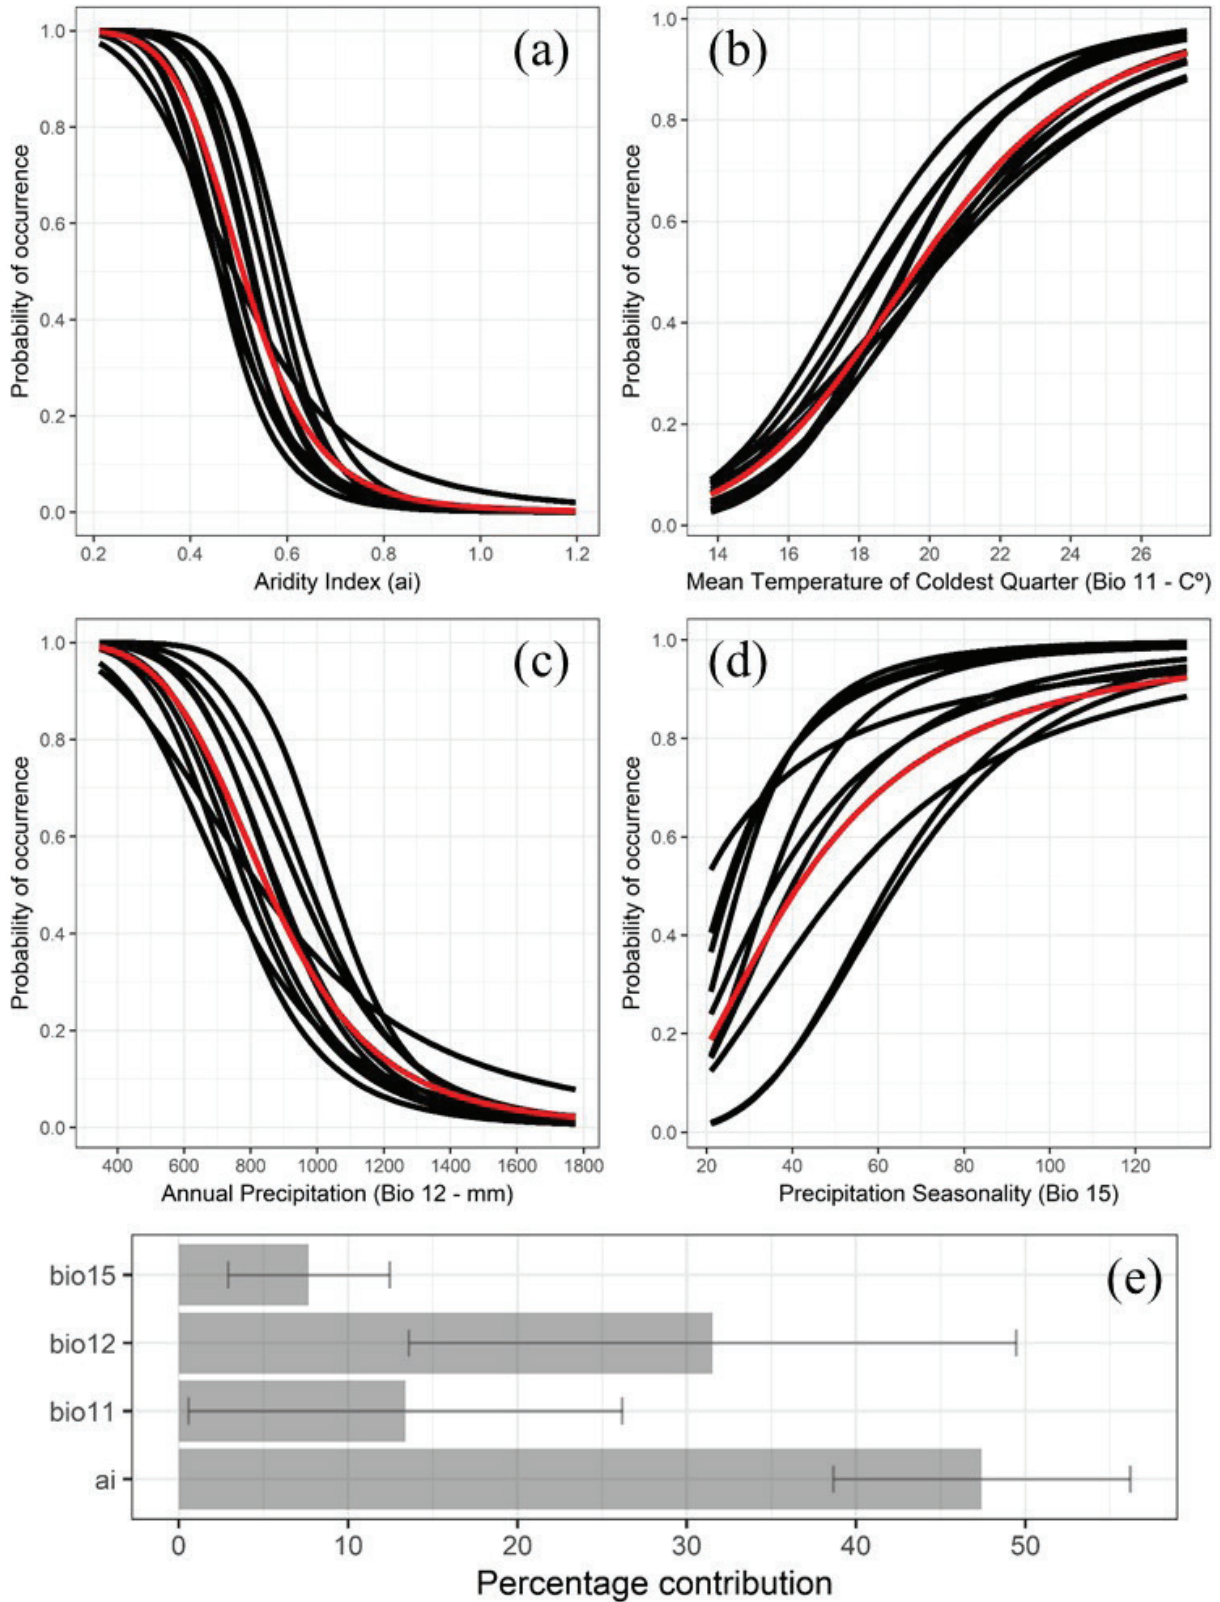 (a)
Probability of occurrence
1.0
0.8
0.6
0.4
0.2
0.0
0.2 0.4 0.6 0.8 1.0 1.2
Aridity Index (ai)
(b)
Probability of occurrence
1.0
0.8
0.6
0.4
0.2
0.0
14 16 18 20 22 24 26
Mean Temperature of Coldest Quarter (Bio 11 - Cº)
(c)
Probability of occurrence
1.0
0.8
0.6
0.4
0.2
0.0
400 600 800 1000 1200 1400 1600 1800
Annual Precipitation (Bio 12 - mm)
(d)
Probability of occurrence
1.0
0.8
0.6
0.4
0.2
0.0
20 40 60 80 100 120
Precipitation Seasonality (Bio 15)
(e)
bio15
bio12
bio11
ai
0 10 20 30 40 50
Percentage contribution